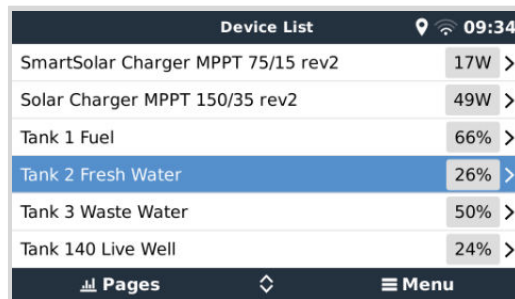 Device List 09:34
SmartSolar Charger MPPT 75/15 rev2 17W
Solar Charger MPPT 150/35 rev2 49W
Tank 1 Fuel 66%
Tank 2 Fresh Water 26%
Tank 3 Waste Water 50%
Tank 140 Live Well 24%
Pages Menu